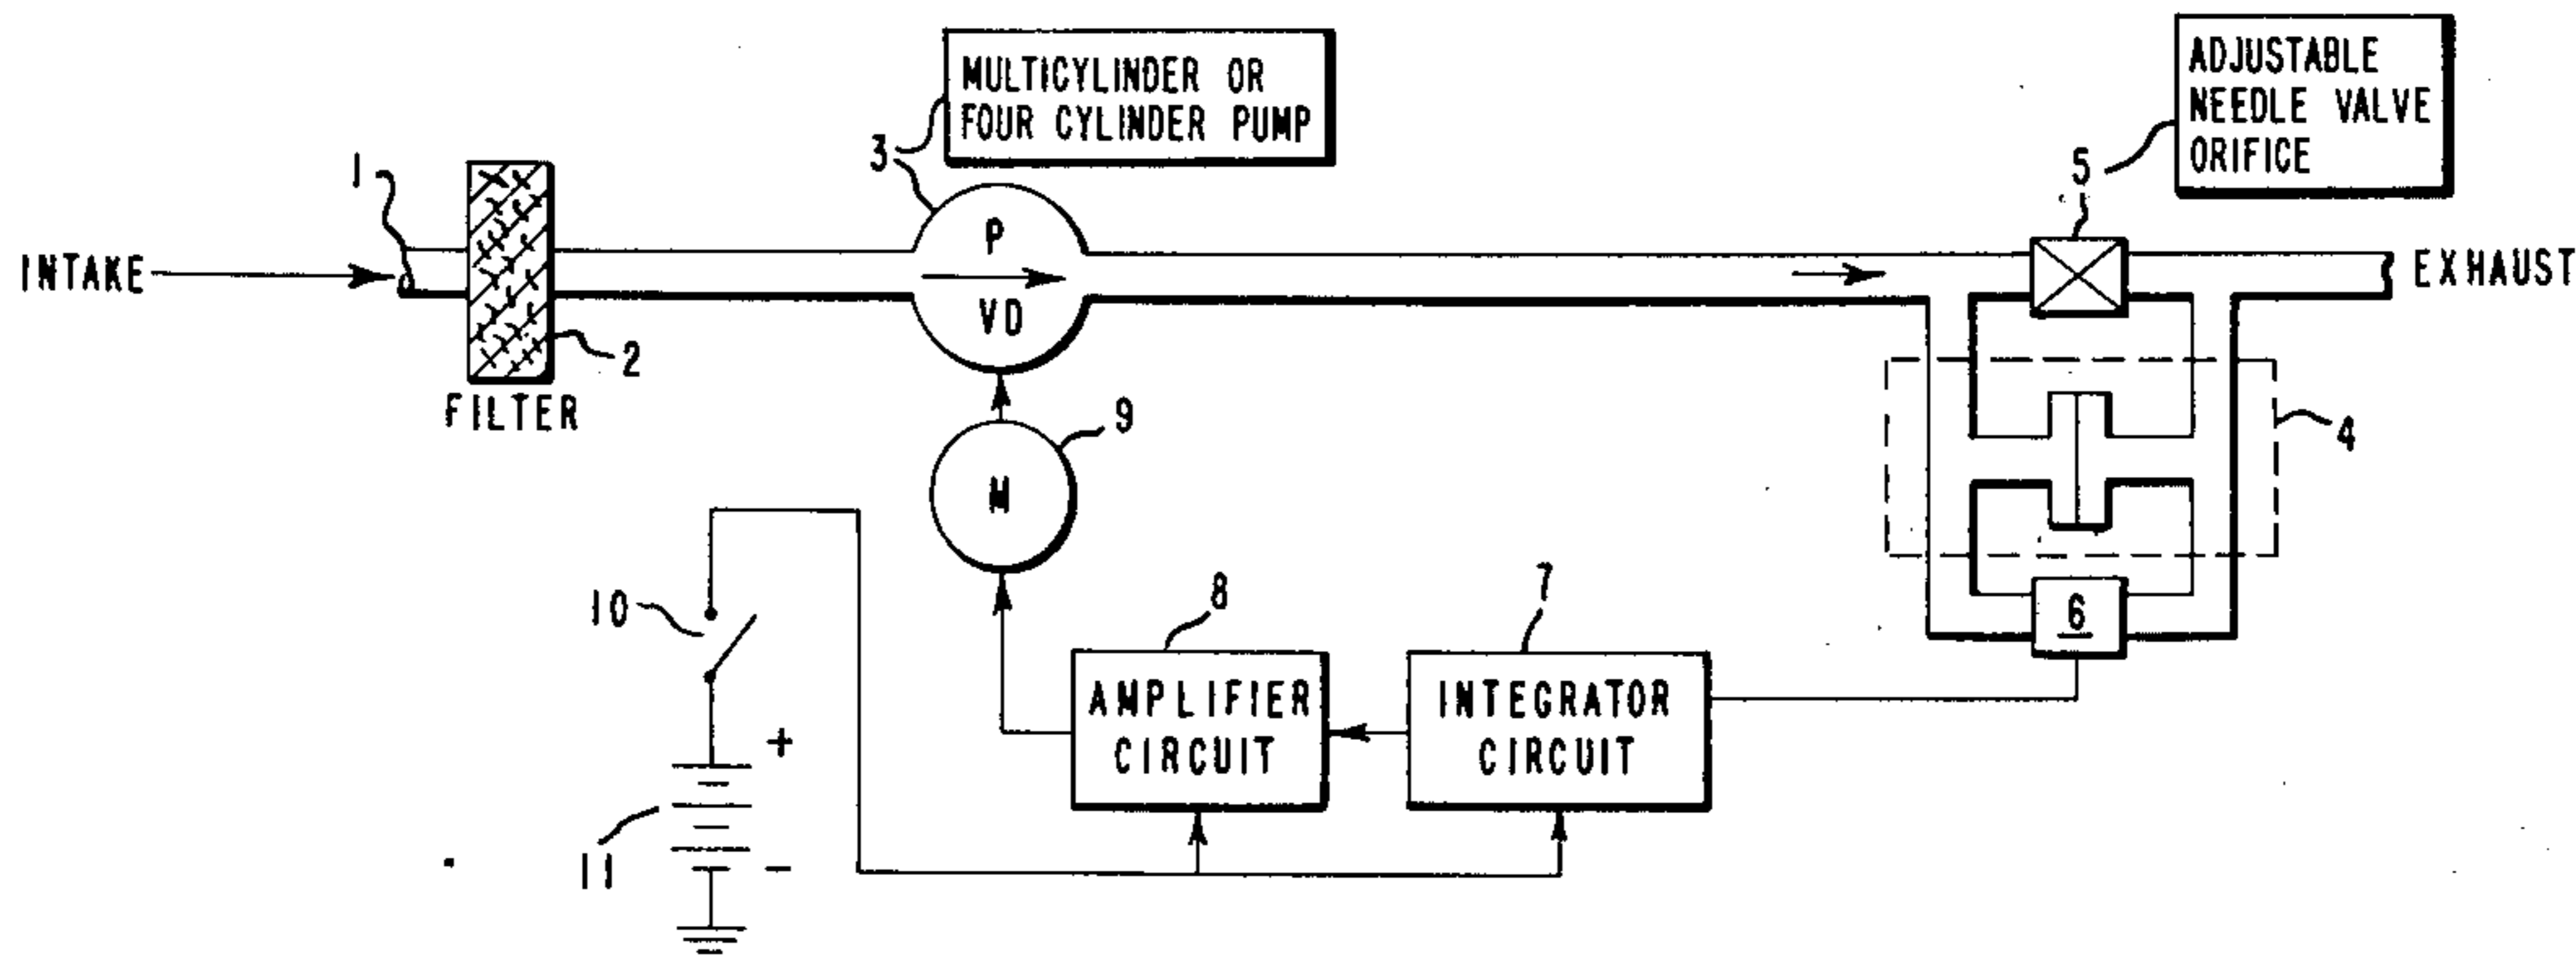 MULTICYLINDER OR
FOUR CYLINDER PUMP
3
ADJUSTABLE
NEEDLE VALVE
ORIFICE
5
1
INTAKE
P
VD
EXHAUST
2
FILTER
9
M
4
10
8
7
6
AMPLIFIER
CIRCUIT
INTEGRATOR
CIRCUIT
+
11
-